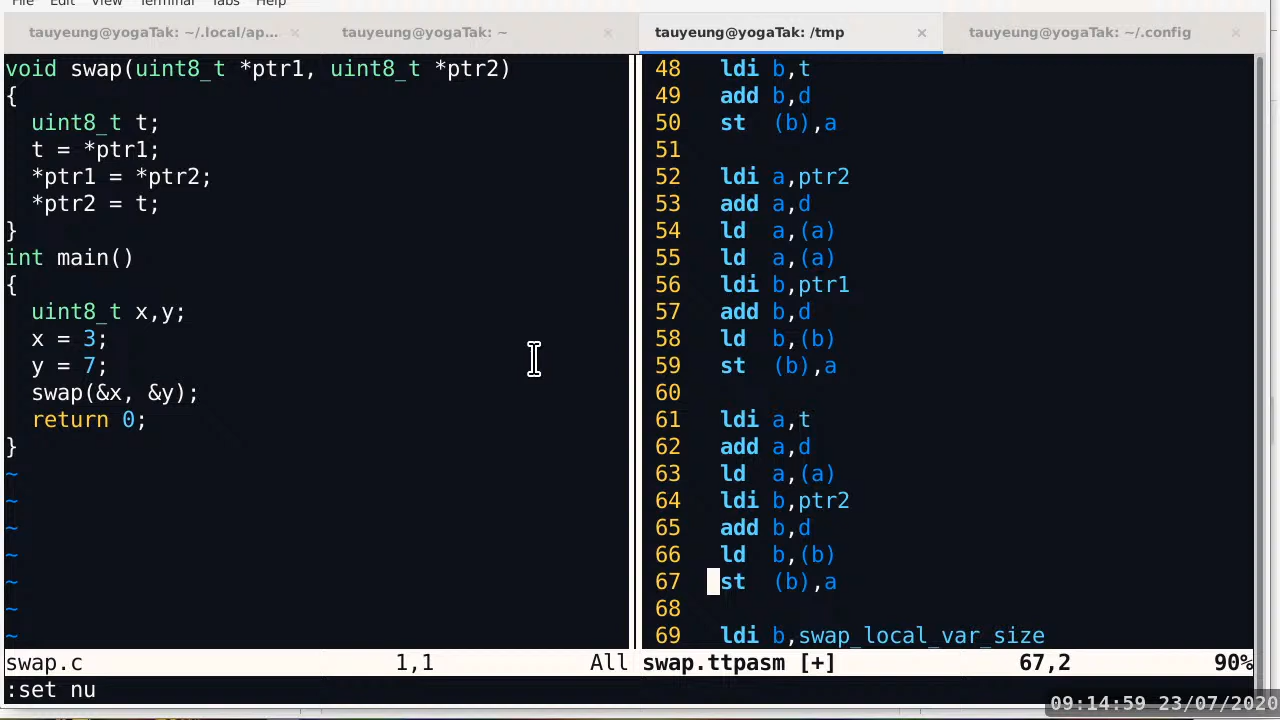 File Edit View Terminal Tabs Help
tauyeung@yogaTak: ~/.local/ap... × tauyeung@yogaTak: ~ × tauyeung@yogaTak: /tmp × tauyeung@yogaTak: ~/.config ×
void swap(uint8_t *ptr1, uint8_t *ptr2)
{
  uint8_t t;
  t = *ptr1;
  *ptr1 = *ptr2;
  *ptr2 = t;
}
int main()
{
  uint8_t x,y;
  x = 3;
  y = 7;
  swap(&x, &y);
  return 0;
}
~
~
~
~
~
~
~
swap.c 1,1 All
:set nu
48   ldi b,t
49   add b,d
50   st  (b),a
51
52   ldi a,ptr2
53   add a,d
54   ld  a,(a)
55   ld  a,(a)
56   ldi b,ptr1
57   add b,d
58   ld  b,(b)
59   st  (b),a
60
61   ldi a,t
62   add a,d
63   ld  a,(a)
64   ldi b,ptr2
65   add b,d
66   ld  b,(b)
67   st  (b),a
68
69   ldi b,swap_local_var_size
swap.ttpasm [+] 67,2 90%
09:14:59 23/07/2020